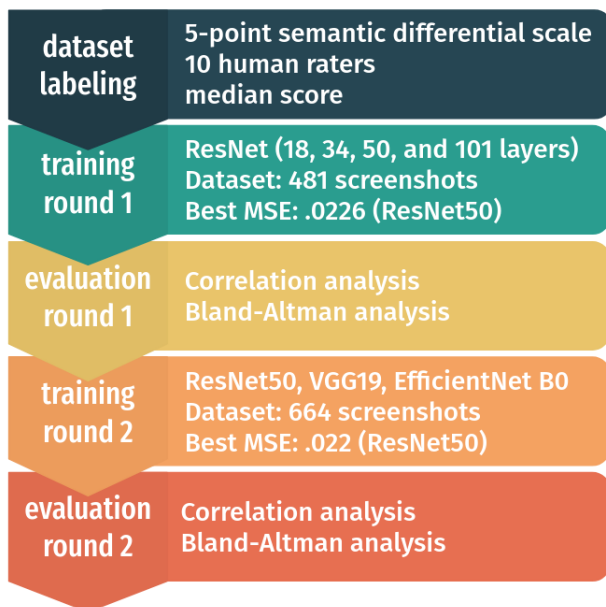 dataset
labeling
5-point semantic differential scale
10 human raters
median score
training
round 1
ResNet (18, 34, 50, and 101 layers)
Dataset: 481 screenshots
Best MSE: .0226 (ResNet50)
evaluation
round 1
Correlation analysis
Bland-Altman analysis
training
round 2
ResNet50, VGG19, EfficientNet B0
Dataset: 664 screenshots
Best MSE: .022 (ResNet50)
evaluation
round 2
Correlation analysis
Bland-Altman analysis